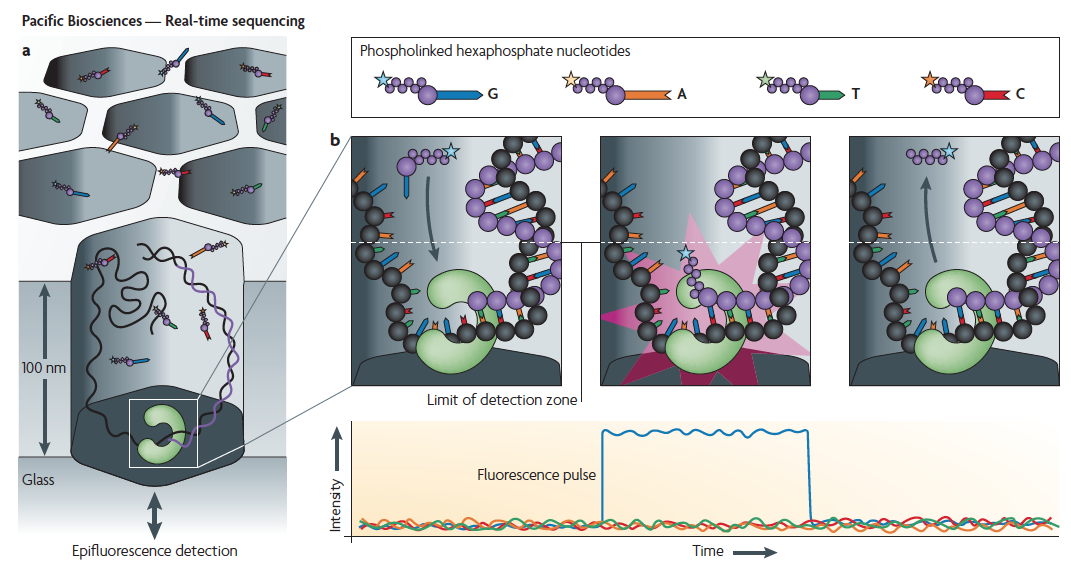 Pacific Biosciences — Real-time sequencing
a
Phospholinked hexaphosphate nucleotides
G
A
T
C
b
100 nm
Limit of detection zone
Glass
Epifluorescence detection
Intensity
Fluorescence pulse
Time